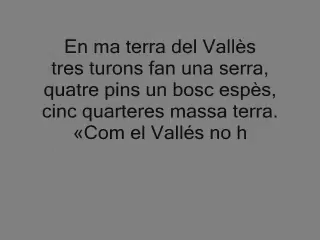 En ma terra del Vallès
tres turons fan una serra,
quatre pins un bosc espès,
cinc quarteres massa terra.
«Com el Vallés no h